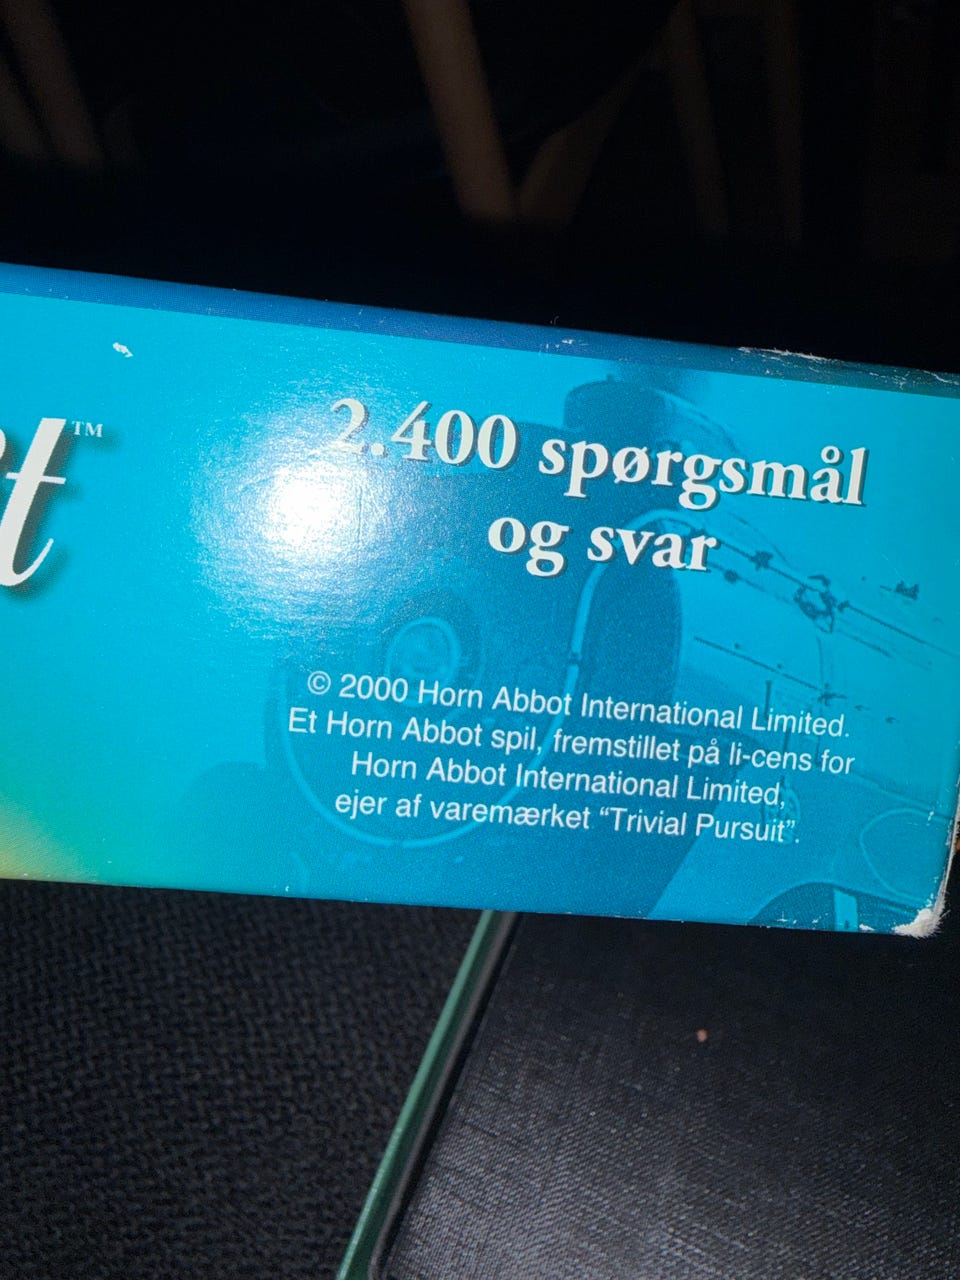 t™
2.400 spørgsmål
og svar
© 2000 Horn Abbot International Limited.
Et Horn Abbot spil, fremstillet på li-cens for
Horn Abbot International Limited,
ejer af varemærket “Trivial Pursuit”.